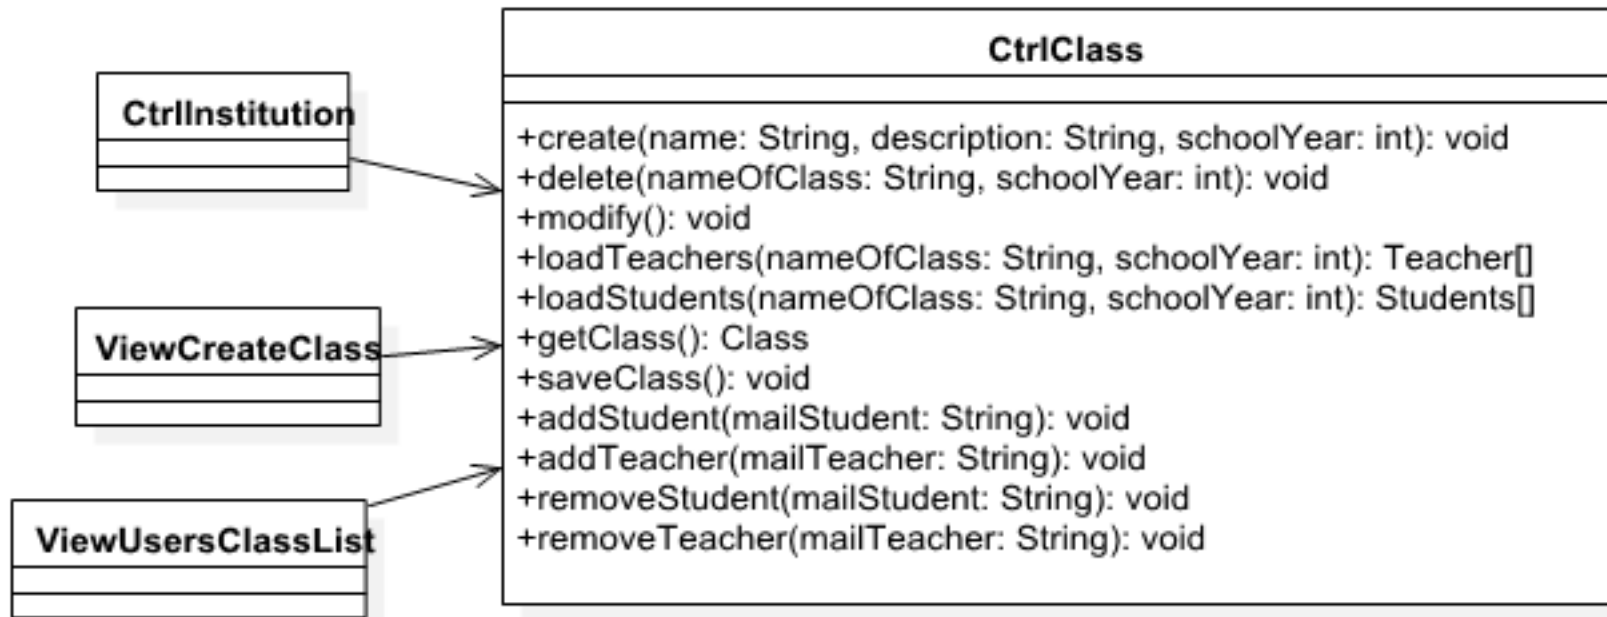 CtrlInstitution
ViewCreateClass
ViewUsersClassList
CtrlClass
+create(name: String, description: String, schoolYear: int): void
+delete(nameOfClass: String, schoolYear: int): void
+modify(): void
+loadTeachers(nameOfClass: String, schoolYear: int): Teacher[]
+loadStudents(nameOfClass: String, schoolYear: int): Students[]
+getClass(): Class
+saveClass(): void
+addStudent(mailStudent: String): void
+addTeacher(mailTeacher: String): void
+removeStudent(mailStudent: String): void
+removeTeacher(mailTeacher: String): void